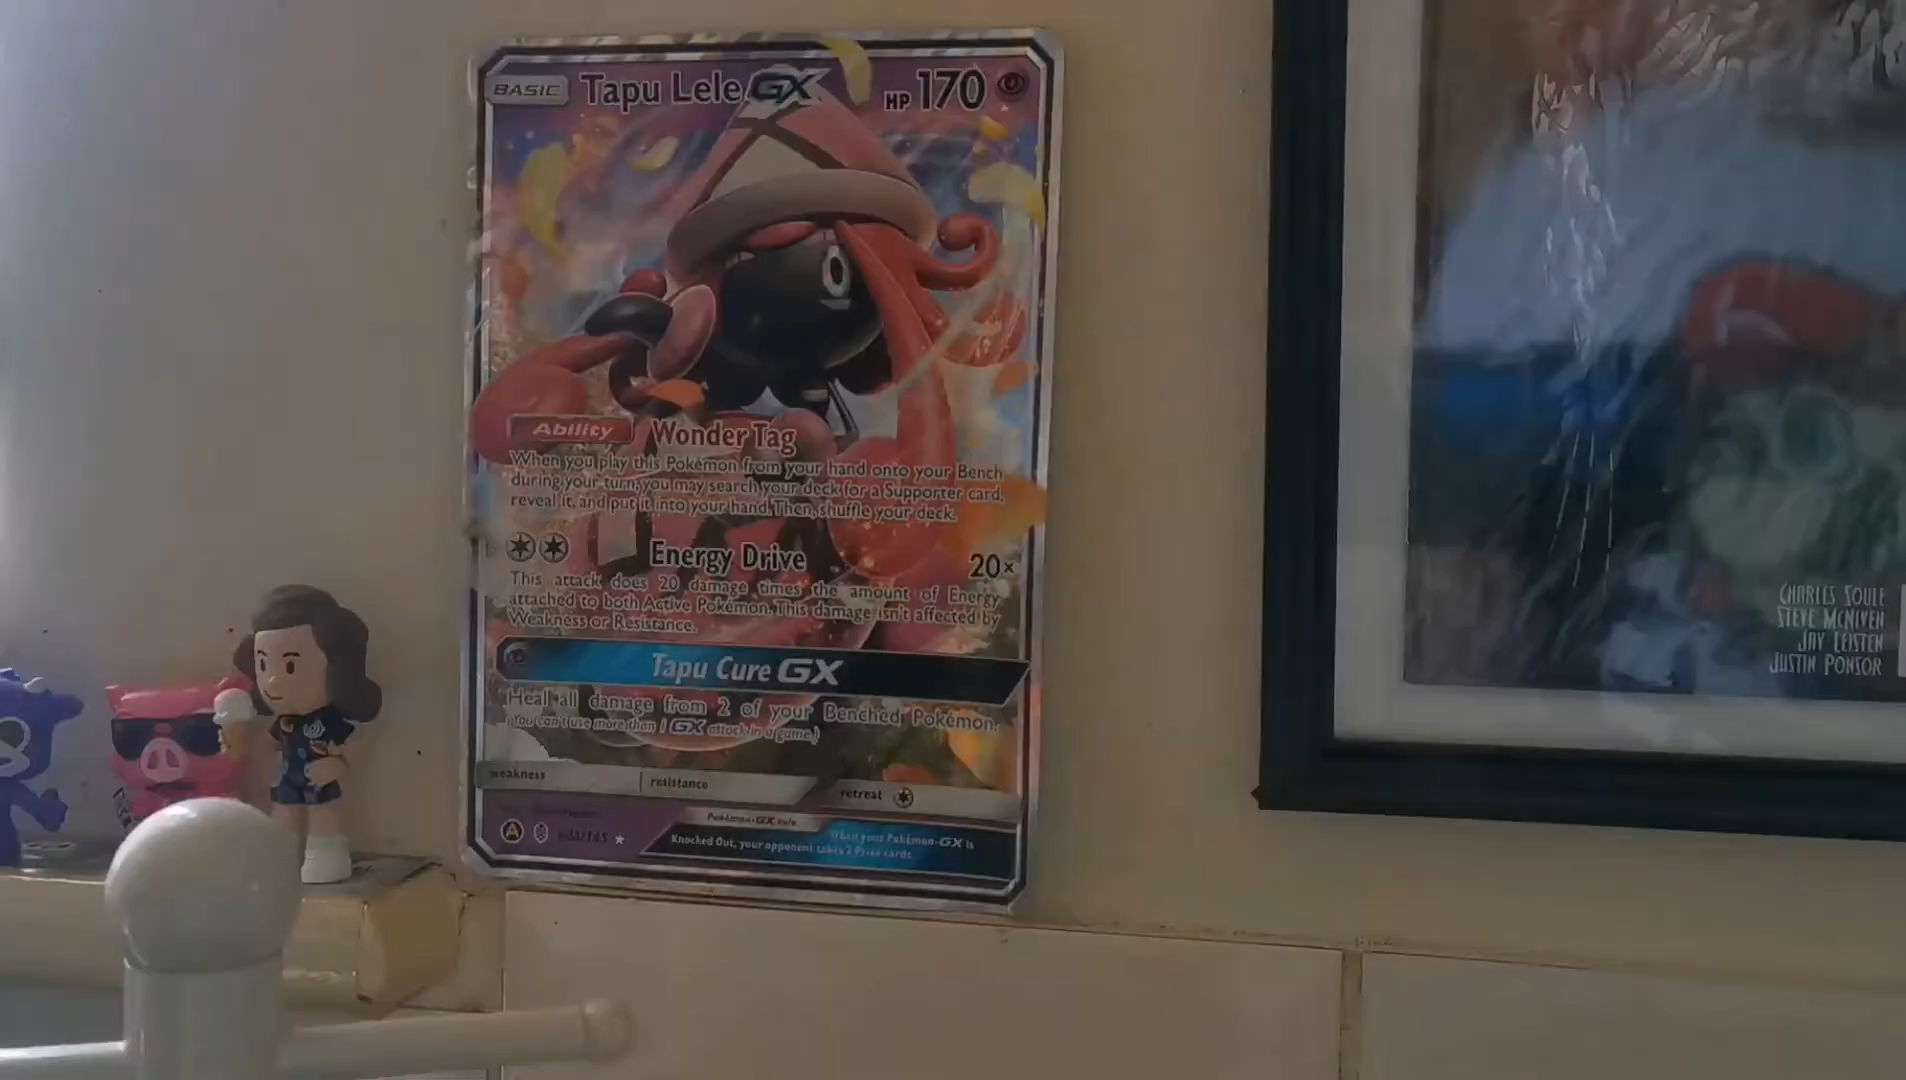 BASIC Tapu Lele GX HP 170
Ability Wonder Tag
When you play this Pokémon from your hand onto your Bench
during your turn, you may search your deck for a Supporter card,
reveal it, and put it into your hand. Then, shuffle your deck.
Energy Drive 20×
This attack does 20 damage times the amount of Energy
attached to both Active Pokémon. This damage isn't affected by
Weakness or Resistance.
Tapu Cure GX
Heal all damage from 2 of your Benched Pokémon.
(You can't use more than 1 GX attack in a game.)
weakness resistance retreat
Pokémon-GX rule
When your Pokémon-GX is
Knocked Out, your opponent takes 2 Prize cards.
A
CHARLES SOULE
STEVE MCNIVEN
JAY LEISTEN
JUSTIN PONSOR